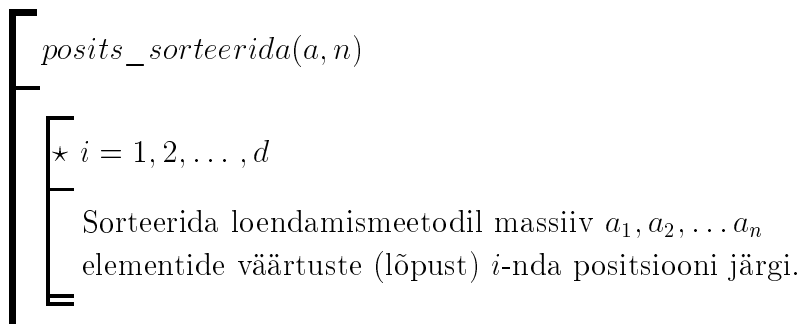 posits_sorteerida(a, n)
⋆ i = 1, 2, . . . , d
Sorteerida loendamismeetodil massiiv a₁, a₂, . . . aₙ
elementide väärtuste (lõpust) i-nda positsiooni järgi.